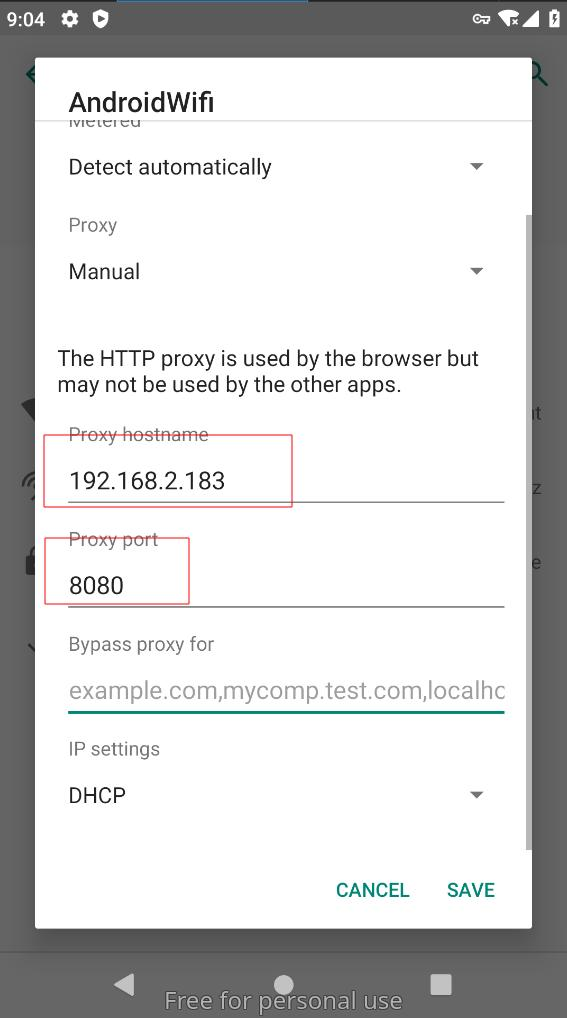 9:04
AndroidWifi
Metered
Detect automatically
Proxy
Manual
The HTTP proxy is used by the browser but
may not be used by the other apps.
Proxy hostname
192.168.2.183
Proxy port
8080
Bypass proxy for
example.com,mycomp.test.com,localhc
IP settings
DHCP
CANCEL
SAVE
Free for personal use